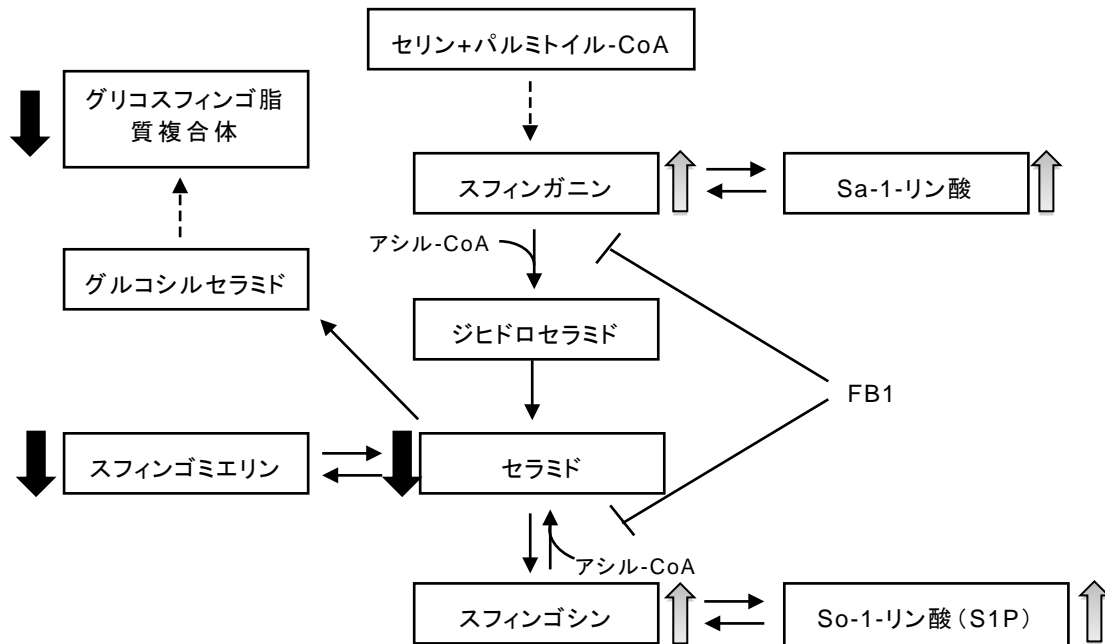 セリン+パルミトイル-CoA
グリコスフィンゴ脂
質複合体
スフィンガニン
Sa-1-リン酸
アシル-CoA
グルコシルセラミド
ジヒドロセラミド
FB1
スフィンゴミエリン
セラミド
アシル-CoA
スフィンゴシン
So-1-リン酸(S1P)